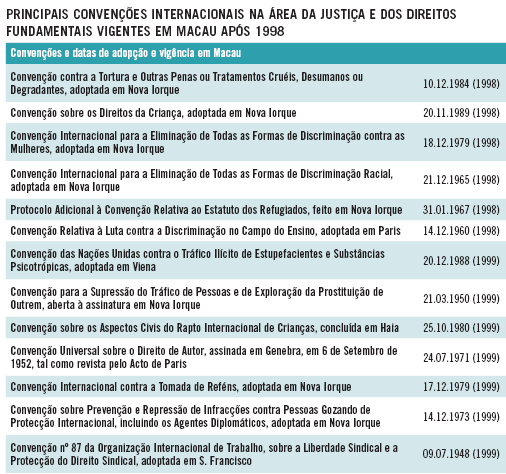 PRINCIPAIS CONVENÇÕES INTERNACIONAIS NA ÁREA DA JUSTIÇA E DOS DIREITOS
FUNDAMENTAIS VIGENTES EM MACAU APÓS 1998
Convenções e datas de adopção e vigência em Macau
Convenção contra a Tortura e Outras Penas ou Tratamentos Cruéis, Desumanos ou
Degradantes, adoptada em Nova Iorque
10.12.1984 (1998)
Convenção sobre os Direitos da Criança, adoptada em Nova Iorque
20.11.1989 (1998)
Convenção Internacional para a Eliminação de Todas as Formas de Discriminação contra as
Mulheres, adoptada em Nova Iorque
18.12.1979 (1998)
Convenção Internacional para a Eliminação de Todas as Formas de Discriminação Racial,
adoptada em Nova Iorque
21.12.1965 (1998)
Protocolo Adicional à Convenção Relativa ao Estatuto dos Refugiados, feito em Nova Iorque
31.01.1967 (1998)
Convenção Relativa à Luta contra a Discriminação no Campo do Ensino, adoptada em Paris
14.12.1960 (1998)
Convenção das Nações Unidas contra o Tráfico Ilícito de Estupefacientes e Substâncias
Psicotrópicas, adoptada em Viena
20.12.1988 (1999)
Convenção para a Supressão do Tráfico de Pessoas e de Exploração da Prostituição de
Outrem, aberta à assinatura em Nova Iorque
21.03.1950 (1999)
Convenção sobre os Aspectos Civis do Rapto Internacional de Crianças, concluída em Haia
25.10.1980 (1999)
Convenção Universal sobre o Direito de Autor, assinada em Genebra, em 6 de Setembro de
1952, tal como revista pelo Acto de Paris
24.07.1971 (1999)
Convenção Internacional contra a Tomada de Reféns, adoptada em Nova Iorque
17.12.1979 (1999)
Convenção sobre Prevenção e Repressão de Infracções contra Pessoas Gozando de
Protecção Internacional, incluindo os Agentes Diplomáticos, adoptada em Nova Iorque
14.12.1973 (1999)
Convenção nº 87 da Organização Internacional de Trabalho, sobre a Liberdade Sindical e a
Protecção do Direito Sindical, adoptada em S. Francisco
09.07.1948 (1999)